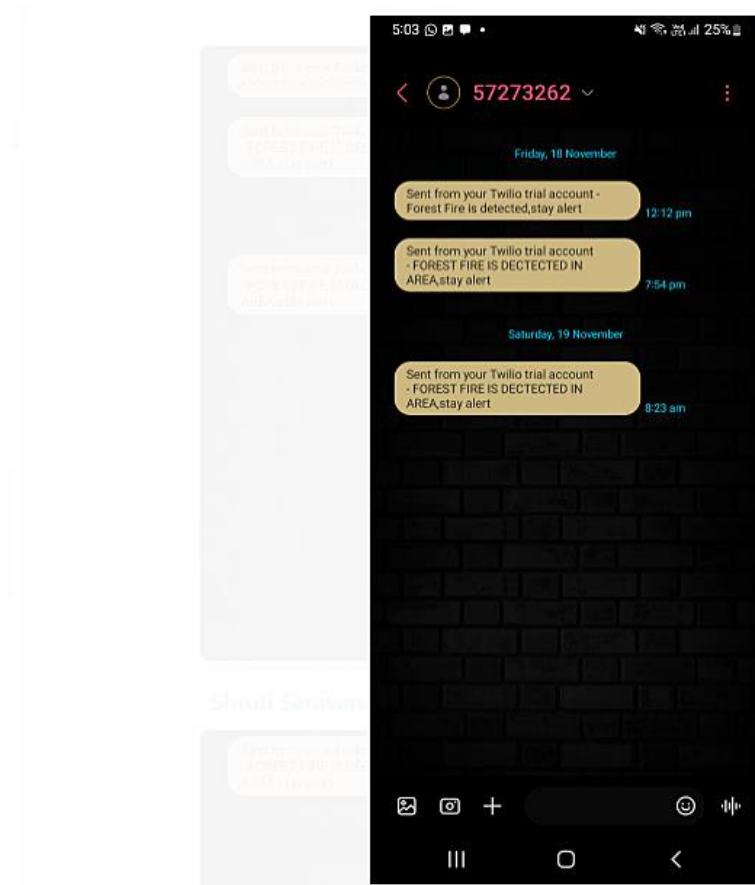 5:03
25%
57273262
Friday, 18 November
Sent from your Twilio trial account -
Forest Fire is detected,stay alert
12:12 pm
Sent from your Twilio trial account
- FOREST FIRE IS DECTECTED IN
AREA,stay alert
7:54 pm
Saturday, 19 November
Sent from your Twilio trial account
- FOREST FIRE IS DECTECTED IN
AREA,stay alert
8:23 am